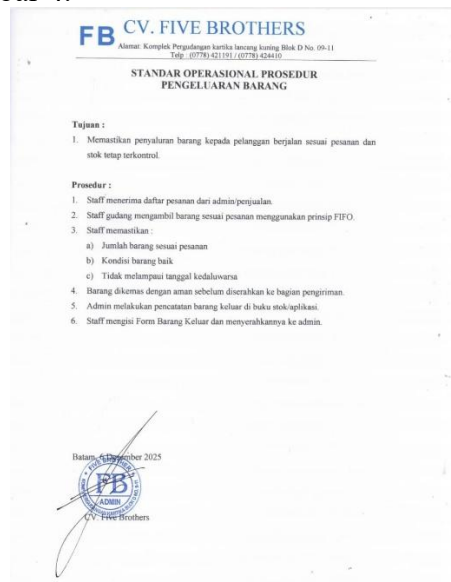 FB CV. FIVE BROTHERS
Alamat: Komplek Pergudangan kartika lancang kuning Blok D No. 09-11
Telp : (0778) 421191 / (0778) 424410
STANDAR OPERASIONAL PROSEDUR
PENGELUARAN BARANG
Tujuan :
1. Memastikan penyaluran barang kepada pelanggan berjalan sesuai pesanan dan
stok tetap terkontrol.
Prosedur :
1. Staff menerima daftar pesanan dari admin/penjualan.
2. Staff gudang mengambil barang sesuai pesanan menggunakan prinsip FIFO.
3. Staff memastikan :
a) Jumlah barang sesuai pesanan
b) Kondisi barang baik
c) Tidak melampaui tanggal kedaluwarsa
4. Barang dikemas dengan aman sebelum diserahkan ke bagian pengiriman.
5. Admin melakukan pencatatan barang keluar di buku stok/aplikasi.
6. Staff mengisi Form Barang Keluar dan menyerahkannya ke admin.
Batam, 6 Desember 2025
FB
ADMIN
CV. Five Brothers